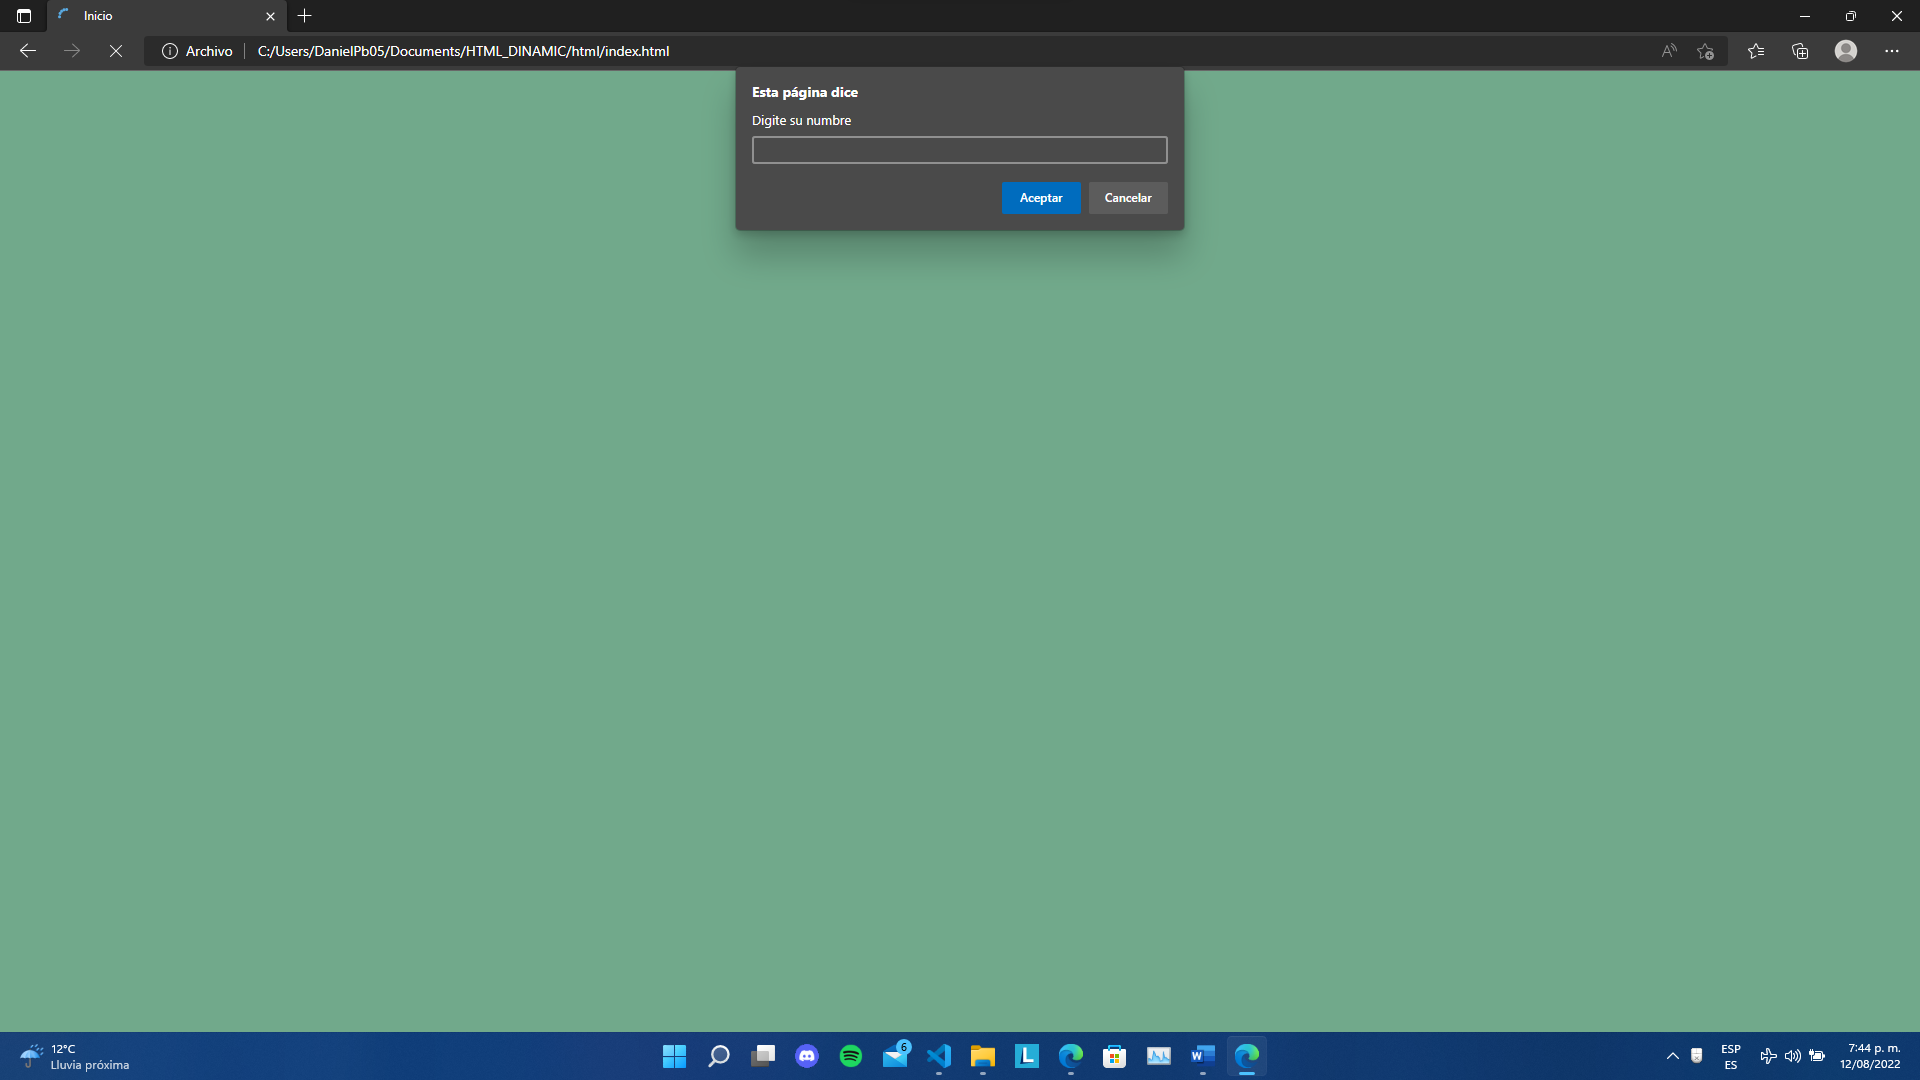 Inicio
Archivo
C:/Users/DanielPb05/Documents/HTML_DINAMIC/html/index.html
Esta página dice
Digite su numbre
Aceptar
Cancelar
12°C
Lluvia próxima
6
L
W
ESP
ES
7:44 p. m.
12/08/2022